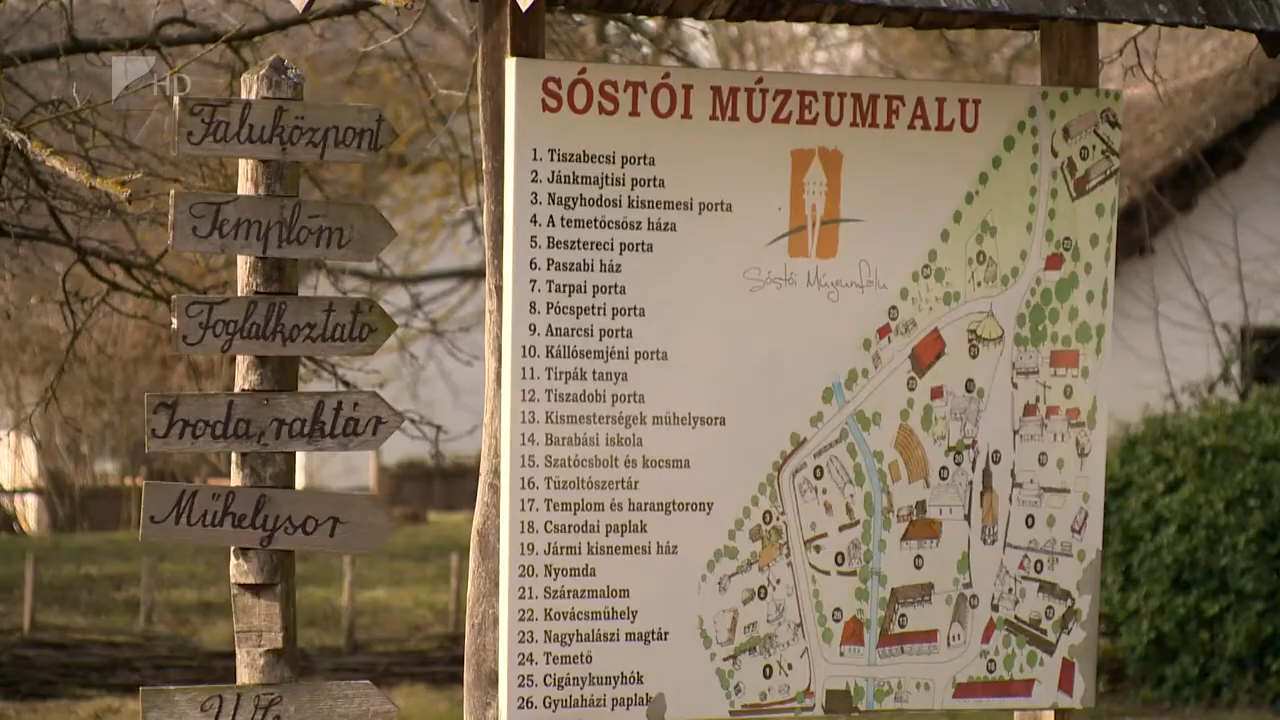 HD
Faluközpont
Templom
Foglalkoztató
Iroda, raktár
Műhelysor
WC
SÓSTÓI MÚZEUMFALU
1. Tiszabecsi porta
2. Jánkmajtisi porta
3. Nagyhodosi kisnemesi porta
4. A temetőcsősz háza
5. Besztereci porta
6. Paszabi ház
7. Tarpai porta
8. Pócspetri porta
9. Anarcsi porta
10. Kállósemjéni porta
11. Tirpák tanya
12. Tiszadobi porta
13. Kismesterségek műhelysora
14. Barabási iskola
15. Szatócsbolt és kocsma
16. Tűzoltószertár
17. Templom és harangtorony
18. Csarodai paplak
19. Jármi kisnemesi ház
20. Nyomda
21. Szárazmalom
22. Kovácsműhely
23. Nagyhalászi magtár
24. Temető
25. Cigánykunyhók
26. Gyulaházi paplak
Sóstói Múzeumfalu